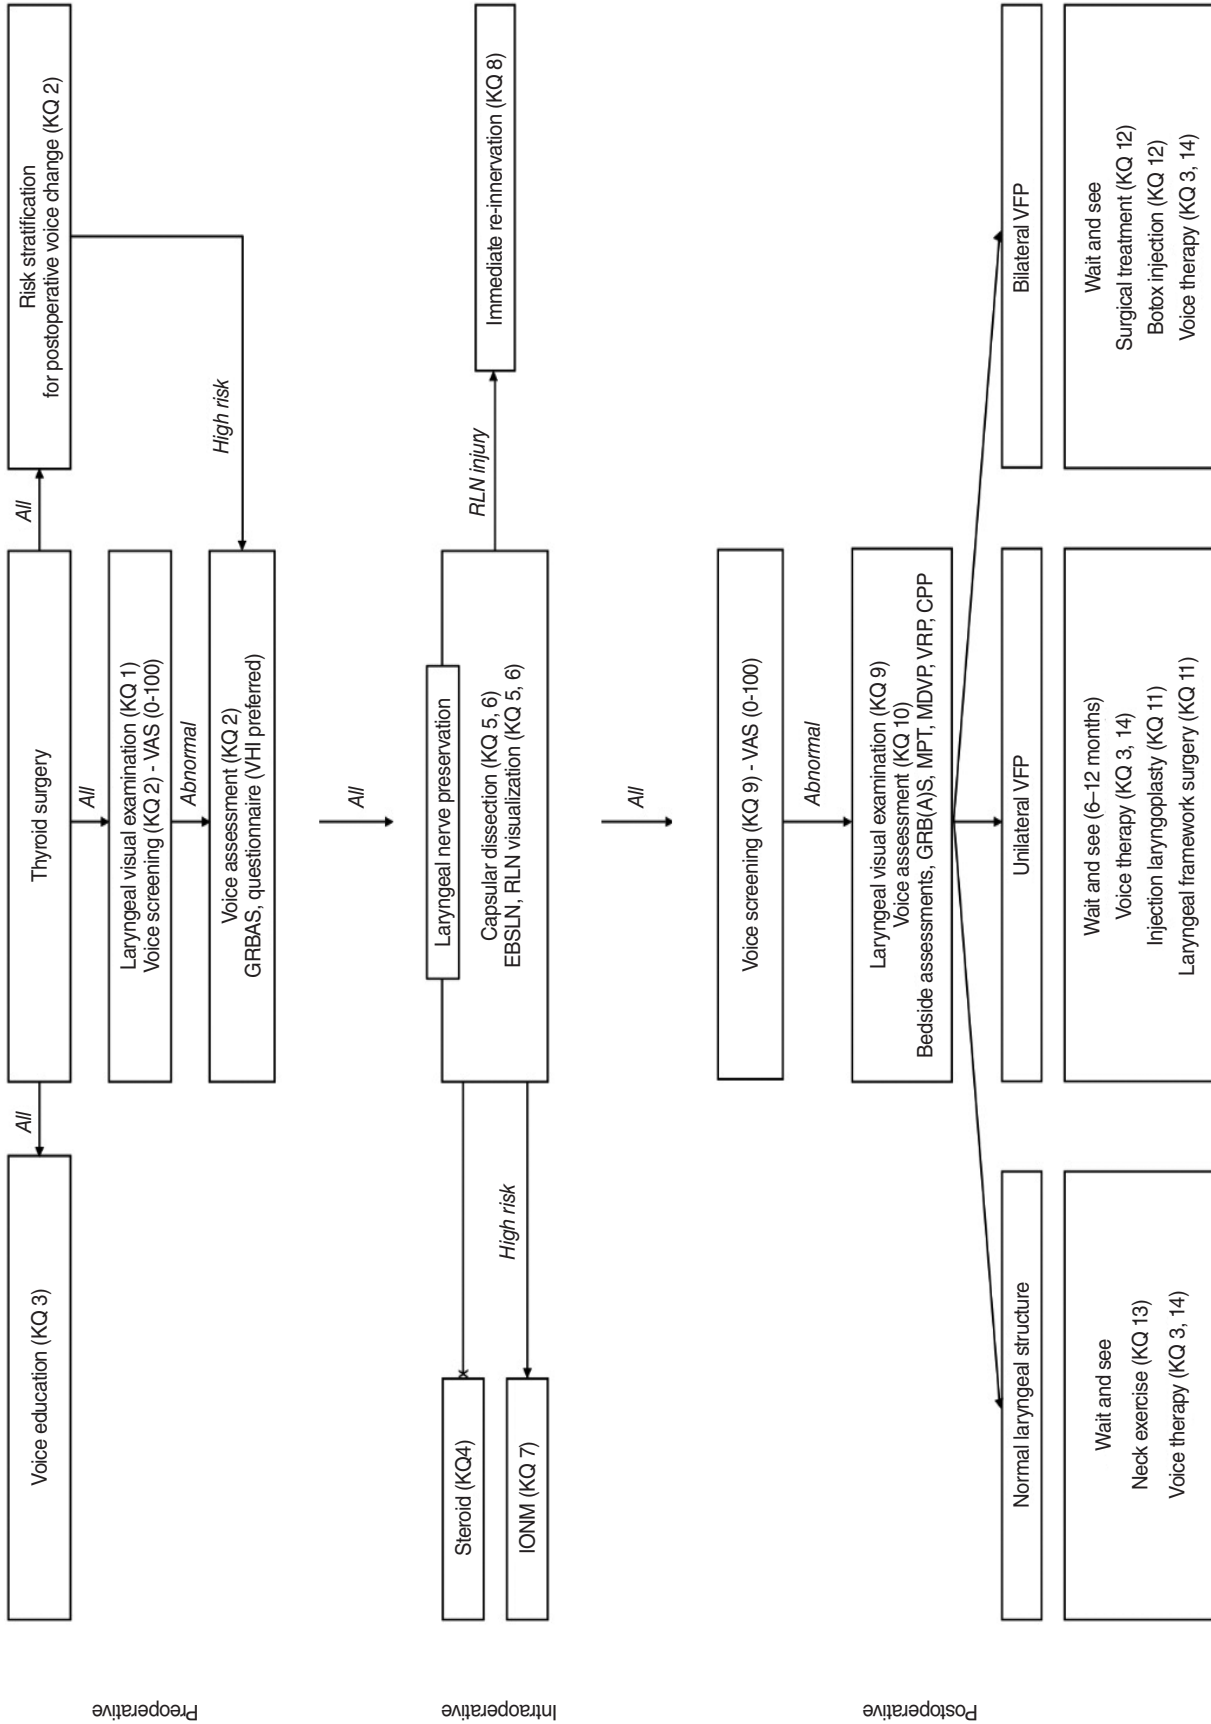 Preoperative
Voice education (KQ 3)
All
Thyroid surgery
All
Risk stratification
for postoperative voice change (KQ 2)
All
Laryngeal visual examination (KQ 1)
Voice screening (KQ 2) - VAS (0-100)
Abnormal
High risk
Voice assessment (KQ 2)
GRBAS, questionnaire (VHI preferred)
All
Intraoperative
Laryngeal nerve preservation
Capsular dissection (KQ 5, 6)
EBSLN, RLN visualization (KQ 5, 6)
Steroid (KQ4)
High risk
IONM (KQ 7)
RLN injury
Immediate re-innervation (KQ 8)
All
Postoperative
Voice screening (KQ 9) - VAS (0-100)
Abnormal
Laryngeal visual examination (KQ 9)
Voice assessment (KQ 10)
Bedside assessments, GRB(A)S, MPT, MDVP, VRP, CPP
Normal laryngeal structure
Wait and see
Neck exercise (KQ 13)
Voice therapy (KQ 3, 14)
Unilateral VFP
Wait and see (6–12 months)
Voice therapy (KQ 3, 14)
Injection laryngoplasty (KQ 11)
Laryngeal framework surgery (KQ 11)
Bilateral VFP
Wait and see
Surgical treatment (KQ 12)
Botox injection (KQ 12)
Voice therapy (KQ 3, 14)